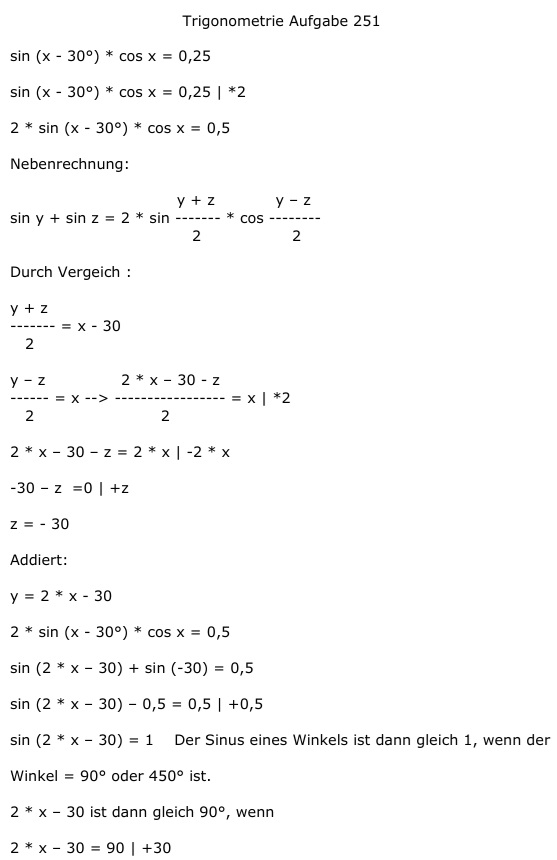 Trigonometrie Aufgabe 251
sin (x - 30°) * cos x = 0,25
sin (x - 30°) * cos x = 0,25 | *2
2 * sin (x - 30°) * cos x = 0,5
Nebenrechnung:
y + z y – z
sin y + sin z = 2 * sin ------- * cos --------
2 2
Durch Vergeich :
y + z
------- = x - 30
2
y – z 2 * x – 30 - z
------ = x --> ----------------- = x | *2
2 2
2 * x – 30 – z = 2 * x | -2 * x
-30 – z =0 | +z
z = - 30
Addiert:
y = 2 * x - 30
2 * sin (x - 30°) * cos x = 0,5
sin (2 * x – 30) + sin (-30) = 0,5
sin (2 * x – 30) – 0,5 = 0,5 | +0,5
sin (2 * x – 30) = 1 Der Sinus eines Winkels ist dann gleich 1, wenn der
Winkel = 90° oder 450° ist.
2 * x – 30 ist dann gleich 90°, wenn
2 * x – 30 = 90 | +30